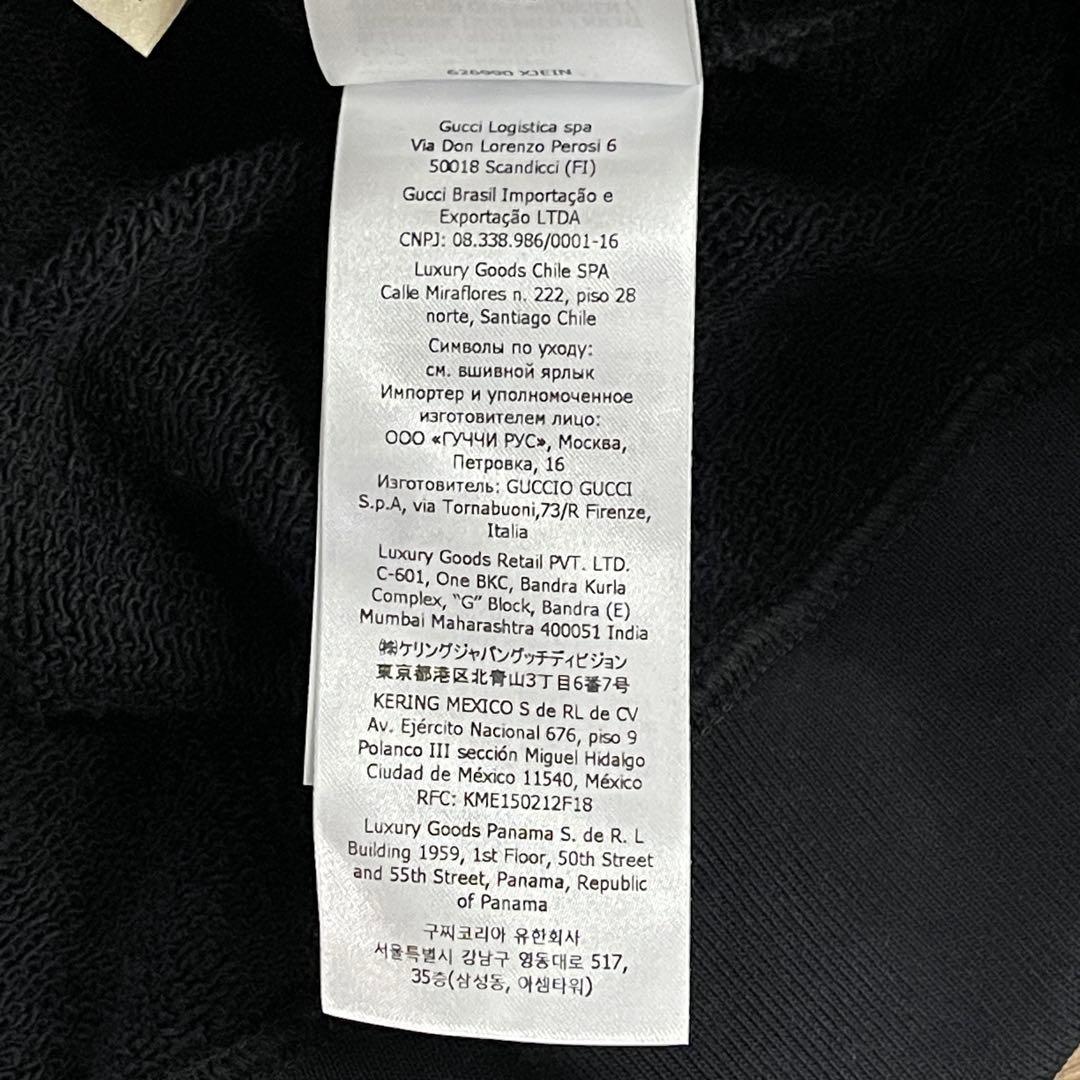 Gucci Logistica spa
Via Don Lorenzo Perosi 6
50018 Scandicci (FI)
Gucci Brasil Importação e
Exportação LTDA
CNPJ: 08.338.986/0001-16
Luxury Goods Chile SPA
Calle Miraflores n. 222, piso 28
norte, Santiago Chile
Символы по уходу:
см. вшивной ярлык
Импортер и уполномоченное
изготовителем лицо:
ООО «ГУЧЧИ РУС», Москва,
Петровка, 16
Изготовитель: GUCCIO GUCCI
S.p.A, via Tornabuoni,73/R Firenze,
Italia
Luxury Goods Retail PVT. LTD.
C-601, One BKC, Bandra Kurla
Complex, “G” Block, Bandra (E)
Mumbai Maharashtra 400051 India
㈱ケリングジャパングッチディビジョン
東京都港区北青山3丁目6番7号
KERING MEXICO S de RL de CV
Av. Ejército Nacional 676, piso 9
Polanco III sección Miguel Hidalgo
Ciudad de México 11540, México
RFC: KME150212F18
Luxury Goods Panama S. de R. L
Building 1959, 1st Floor, 50th Street
and 55th Street, Panama, Republic
of Panama
구찌코리아 유한회사
서울특별시 강남구 영동대로 517,
35층(삼성동, 아셈타워)